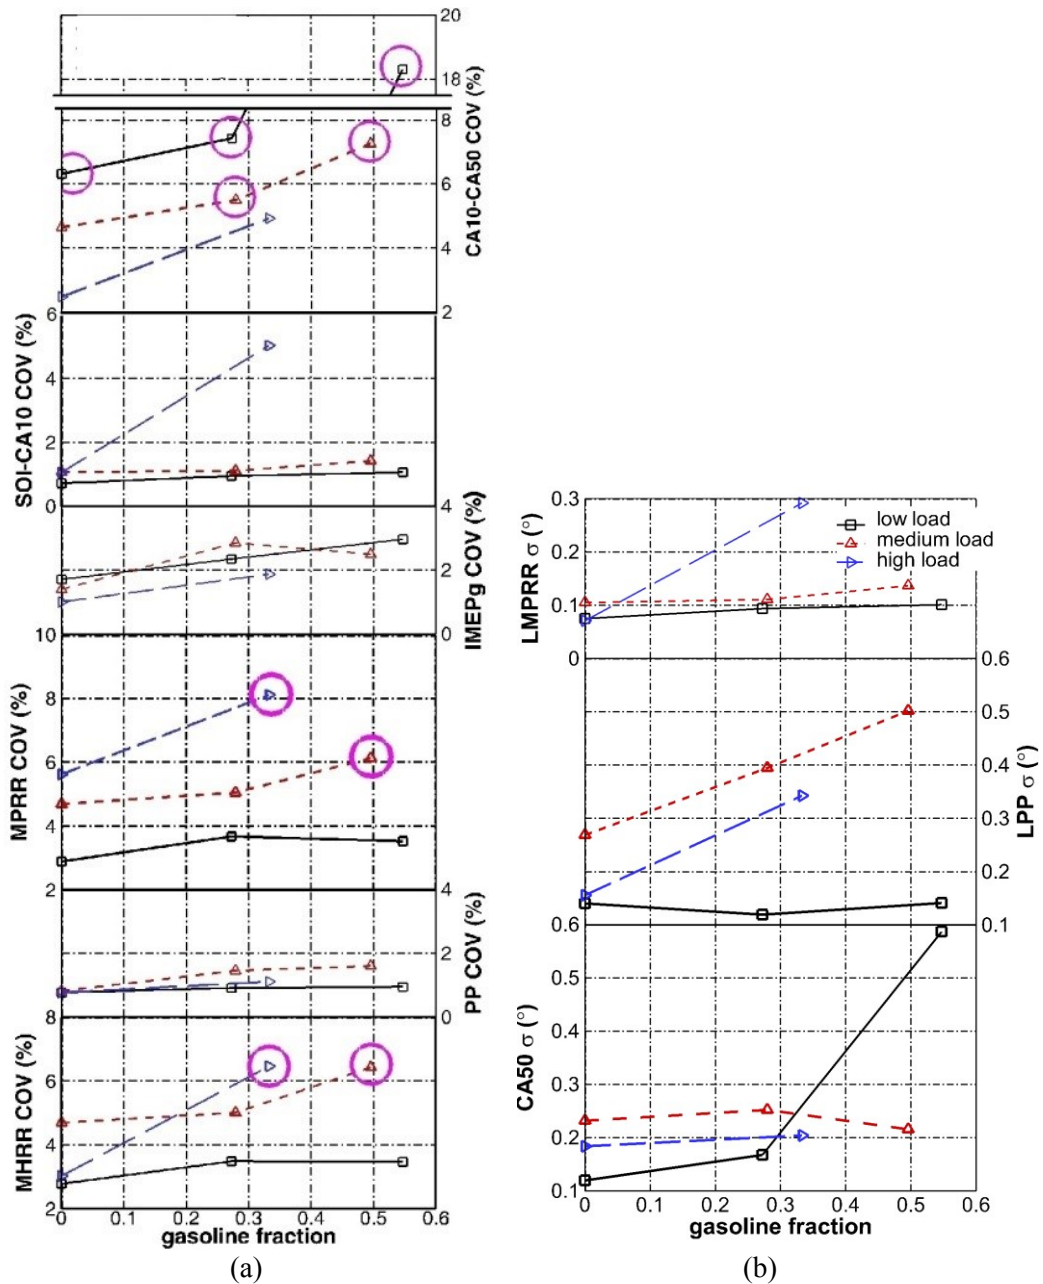 20
18
CA10-CA50 COV (%)
8
6
4
2
6
4
2
0
SOI-CA10 COV (%)
4
2
0
IMEPg COV (%)
10
8
6
4
2
MPRR COV (%)
4
2
0
PP COV (%)
8
6
4
2
MHRR COV (%)
0 0.1 0.2 0.3 0.4 0.5 0.6
gasoline fraction
(a)
0.3
0.2
0.1
0
LMPRR σ (°)
low load
medium load
high load
0.6
0.5
0.4
0.3
0.2
0.1
LPP σ (°)
0.6
0.5
0.4
0.3
0.2
0.1
CA50 σ (°)
0 0.1 0.2 0.3 0.4 0.5 0.6
gasoline fraction
(b)